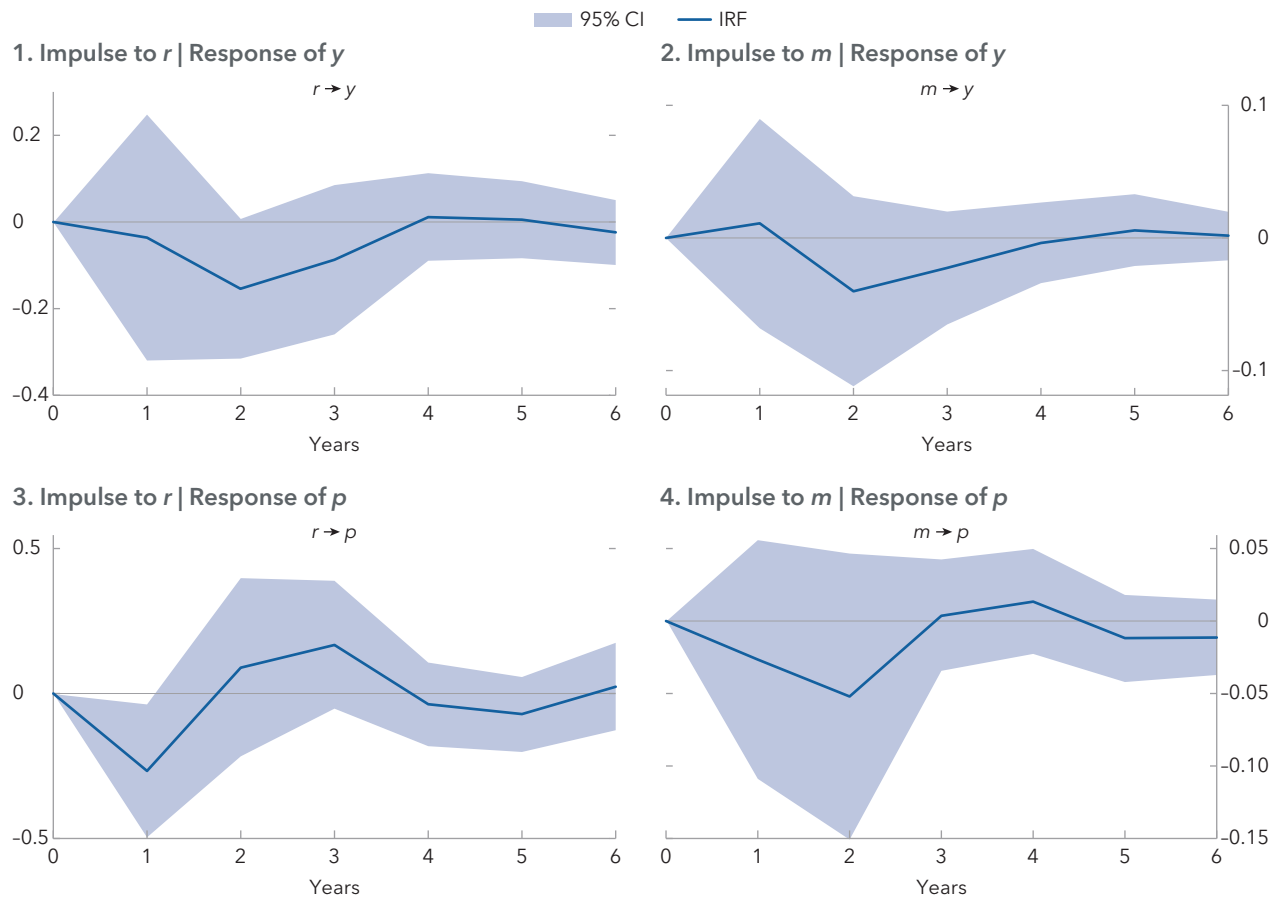 95% CI IRF
1. Impulse to r | Response of y
r → y
0.2
0
–0.2
–0.4
0 1 2 3 4 5 6
Years
2. Impulse to m | Response of y
m → y
0.1
0
–0.1
0 1 2 3 4 5 6
Years
3. Impulse to r | Response of p
r → p
0.5
0
–0.5
0 1 2 3 4 5 6
Years
4. Impulse to m | Response of p
m → p
0.05
0
–0.05
–0.10
–0.15
0 1 2 3 4 5 6
Years